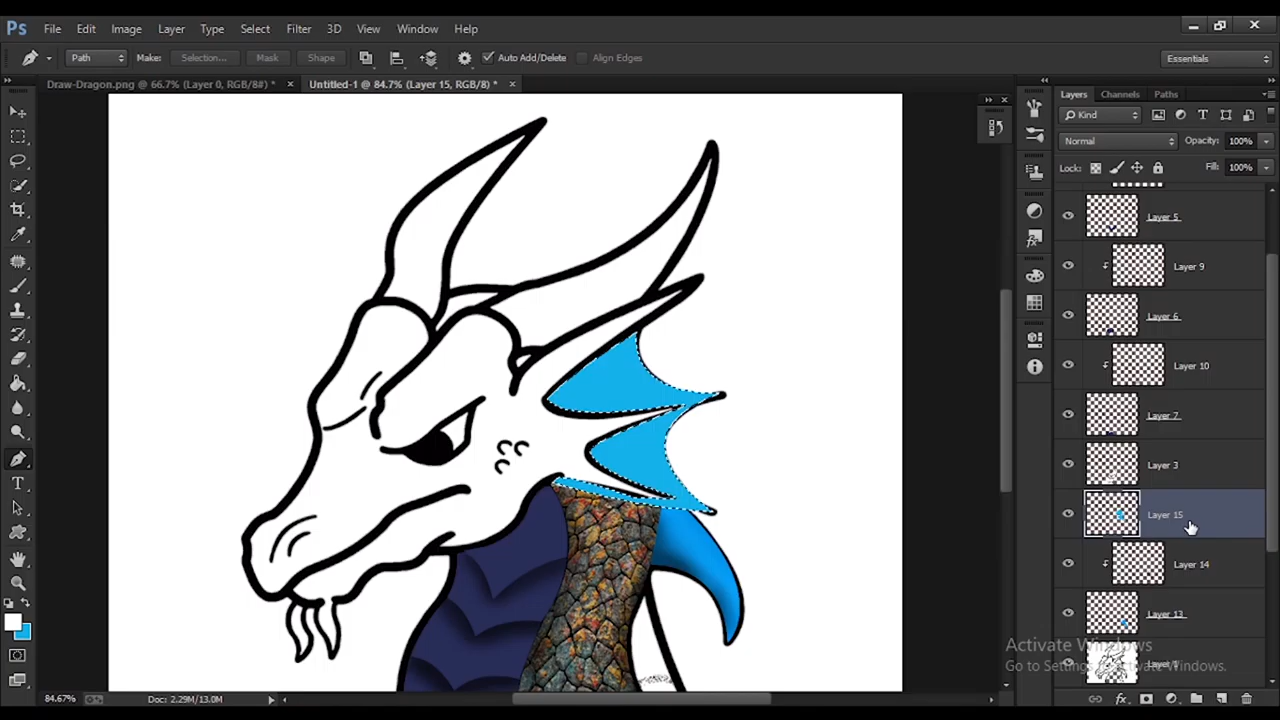 Ps File Edit Image Layer Type Select Filter 3D View Window Help
Path Make: Selection... Mask Shape Auto Add/Delete Align Edges Essentials
Draw-Dragon.png @ 66.7% (Layer 0, RGB/8#) * × Untitled-1 @ 84.7% (Layer 15, RGB/8) * ×
Layers Channels Paths
Kind
Normal Opacity: 100%
Lock: Fill: 100%
Layer 5
Layer 9
Layer 6
Layer 10
Layer 7
Layer 3
Layer 15
Layer 14
Layer 13
Activate Windows
Go to Settings to activate Windows.
84.67% Doc: 2.29M/13.0M